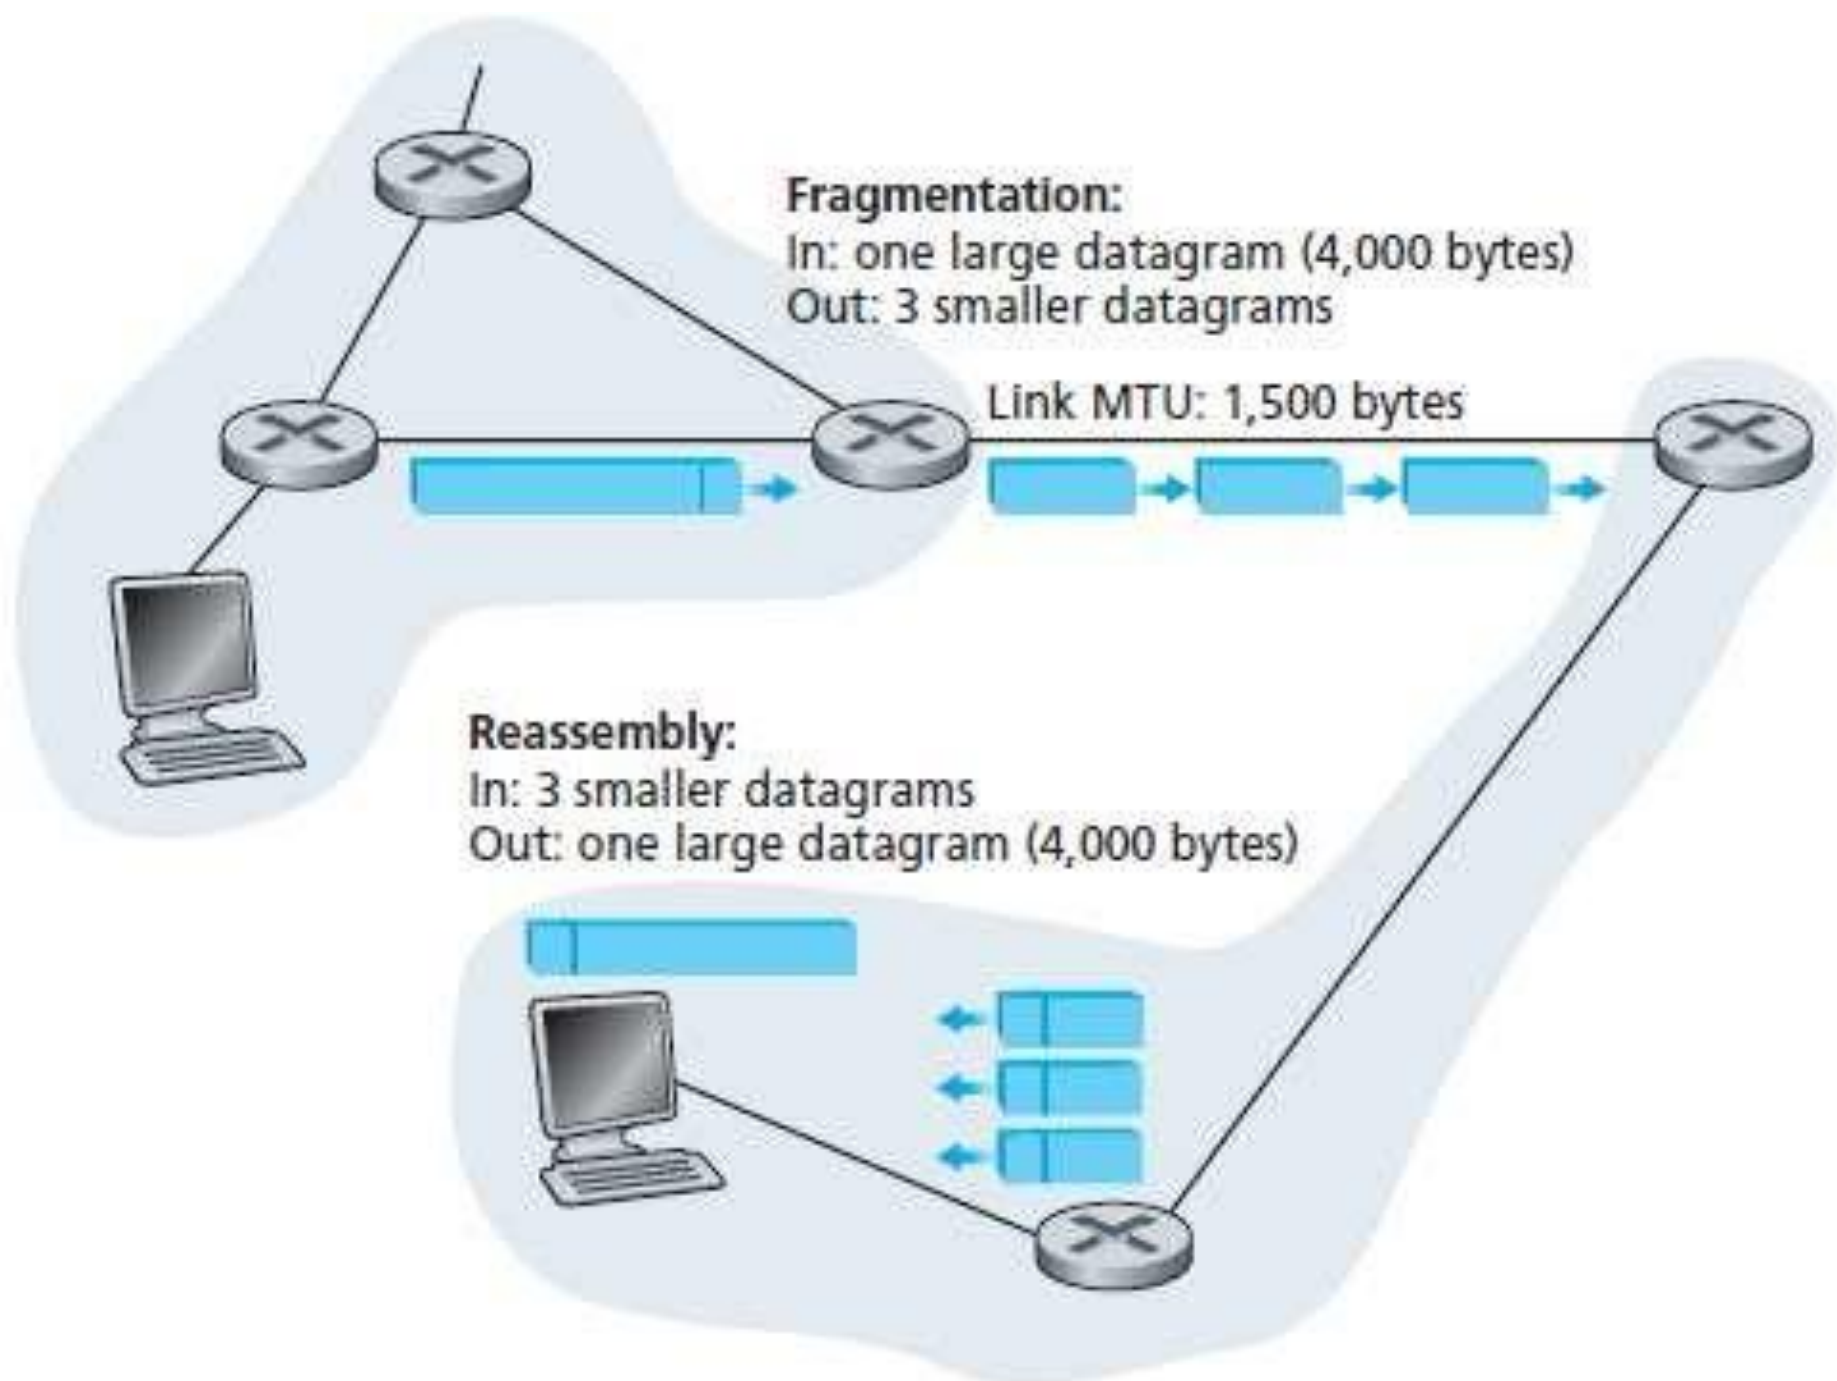 Fragmentation:
In: one large datagram (4,000 bytes)
Out: 3 smaller datagrams
Link MTU: 1,500 bytes
Reassembly:
In: 3 smaller datagrams
Out: one large datagram (4,000 bytes)